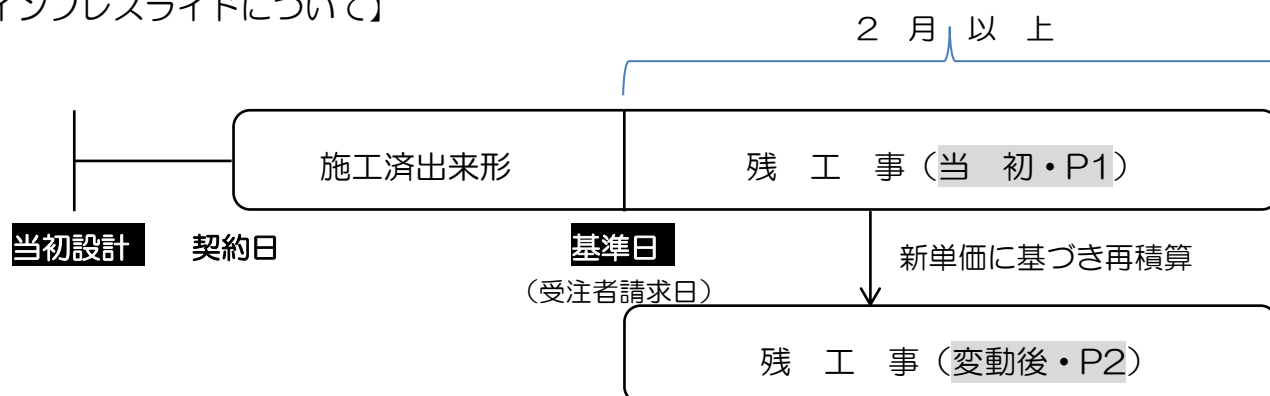 インフレスライドについて】
２　月　以　上
施工済出来形
残　工　事（当　初・P1）
当初設計
契約日
基準日
（受注者請求日）
新単価に基づき再積算
残　工　事（変動後・P2）